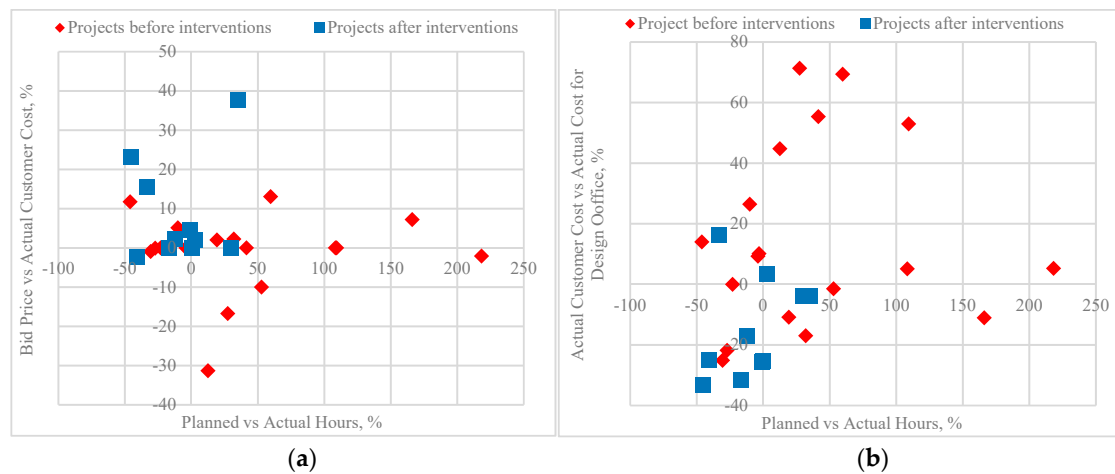 Projects before interventions Projects after interventions
50
40
30
20
10
0
-10
-20
-30
-40
-100 -50 0 50 100 150 200 250
Bid Price vs Actual Customer Cost, %
Planned vs Actual Hours, %
(a)
Project before interventions Projects after interventions
80
60
40
20
0
-20
-40
-100 -50 0 50 100 150 200 250
Actual Customer Cost vs Actual Cost for
Design Ooffice, %
Planned vs Actual Hours, %
(b)